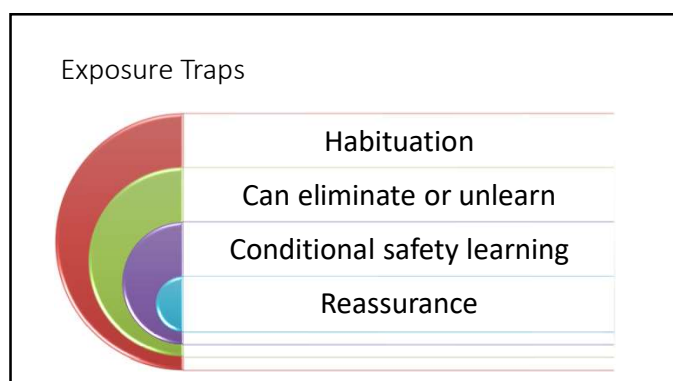 Exposure Traps
Habituation
Can eliminate or unlearn
Conditional safety learning
Reassurance